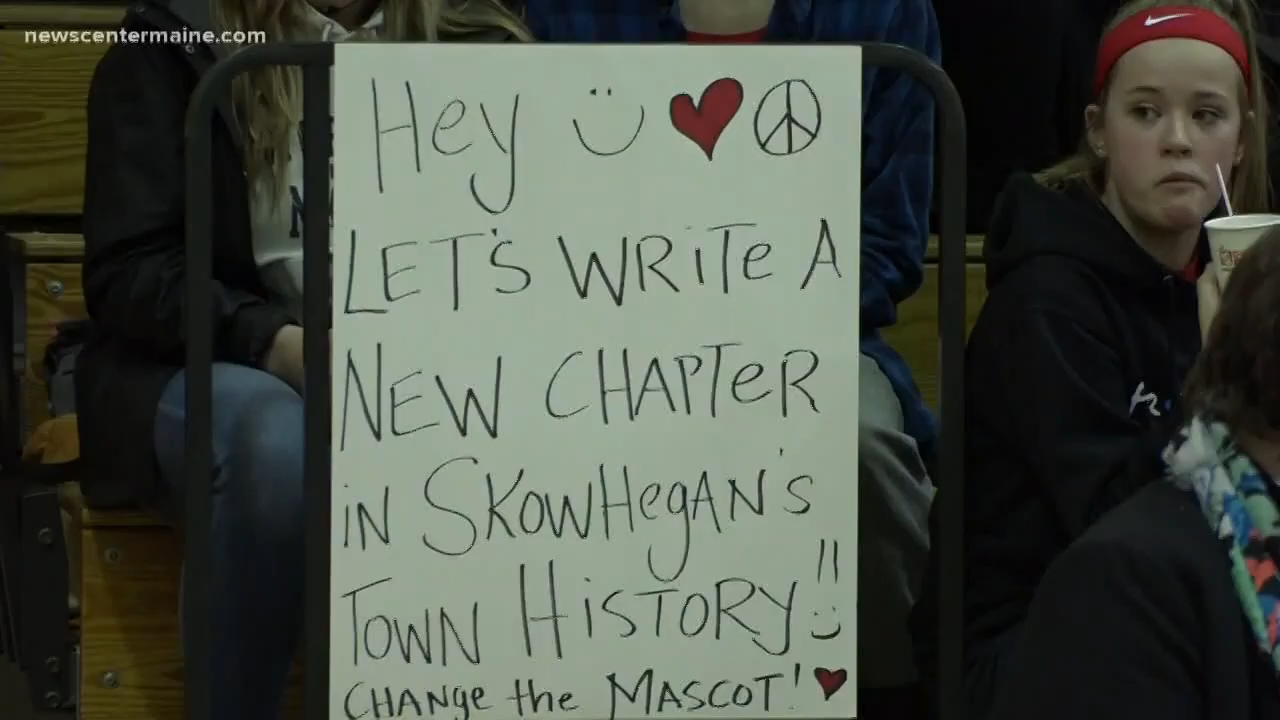 newscentermaine.com
Hey
LET'S WRiTe A
NEW CHAPTeR
iN SKOWHegAN'S
TOWN HiSTORY!!
CHANge the MASCOT!